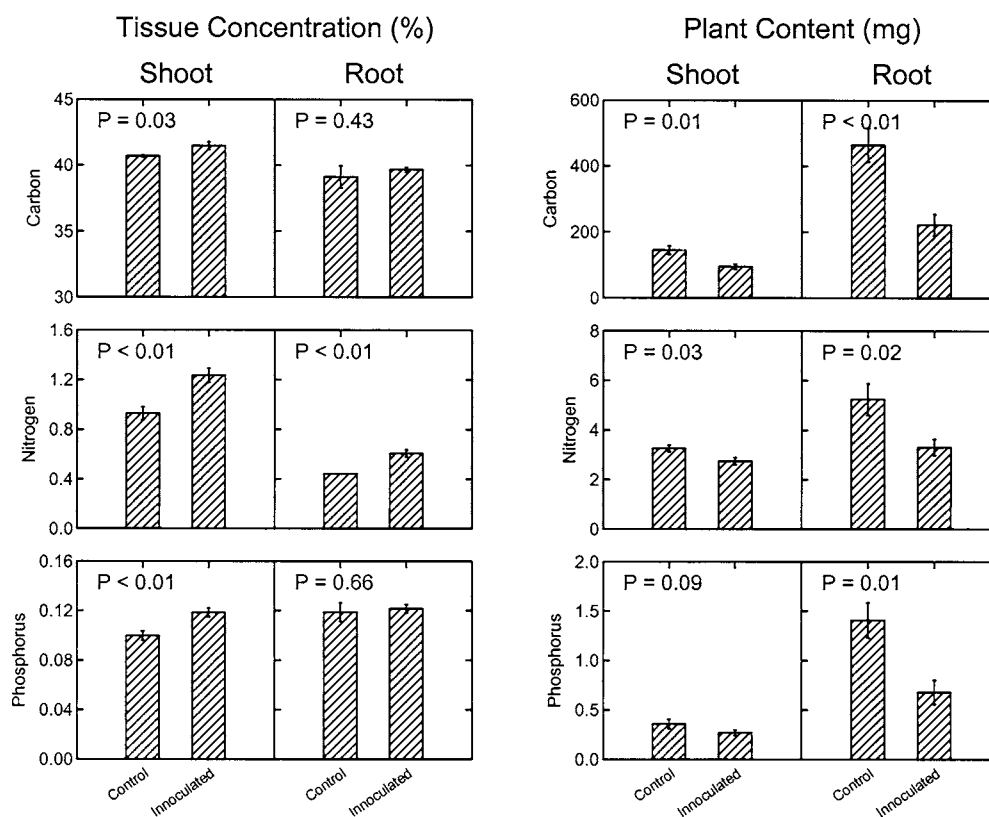 Tissue Concentration (%)
Plant Content (mg)
Shoot
Root
Shoot
Root
45
40
35
30
Carbon
P = 0.03
P = 0.43
600
400
200
0
Carbon
P = 0.01
P < 0.01
1.6
1.2
0.8
0.4
0.0
Nitrogen
P < 0.01
P < 0.01
8
6
4
2
0
Nitrogen
P = 0.03
P = 0.02
0.16
0.12
0.08
0.04
0.00
Phosphorus
P < 0.01
P = 0.66
2.0
1.5
1.0
0.5
0.0
Phosphorus
P = 0.09
P = 0.01
Control
Innoculated
Control
Innoculated
Control
Innoculated
Control
Innoculated